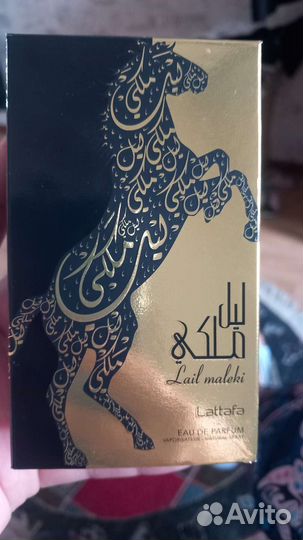 ليل
ملكي
Lail maleki
Lattafa
EAU DE PARFUM
VAPORISATEUR - NATURAL SPRAY
Avito